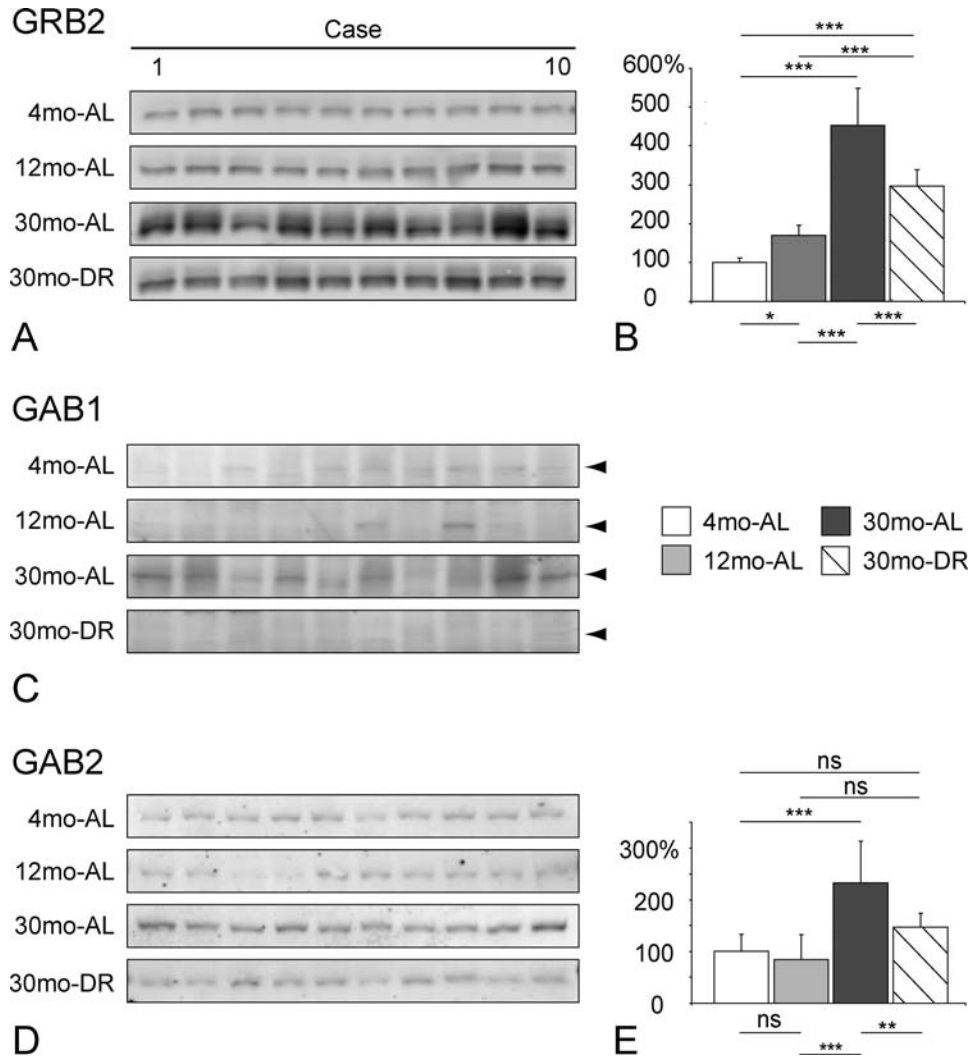 GRB2
Case
1 10
4mo-AL
12mo-AL
30mo-AL
30mo-DR
A
***
***
***
600%
500
400
300
200
100
0
*
***
***
B
GAB1
4mo-AL
12mo-AL
30mo-AL
30mo-DR
C
4mo-AL 30mo-AL
12mo-AL 30mo-DR
GAB2
4mo-AL
12mo-AL
30mo-AL
30mo-DR
D
ns
ns
***
300%
200
100
0
ns
**
***
E